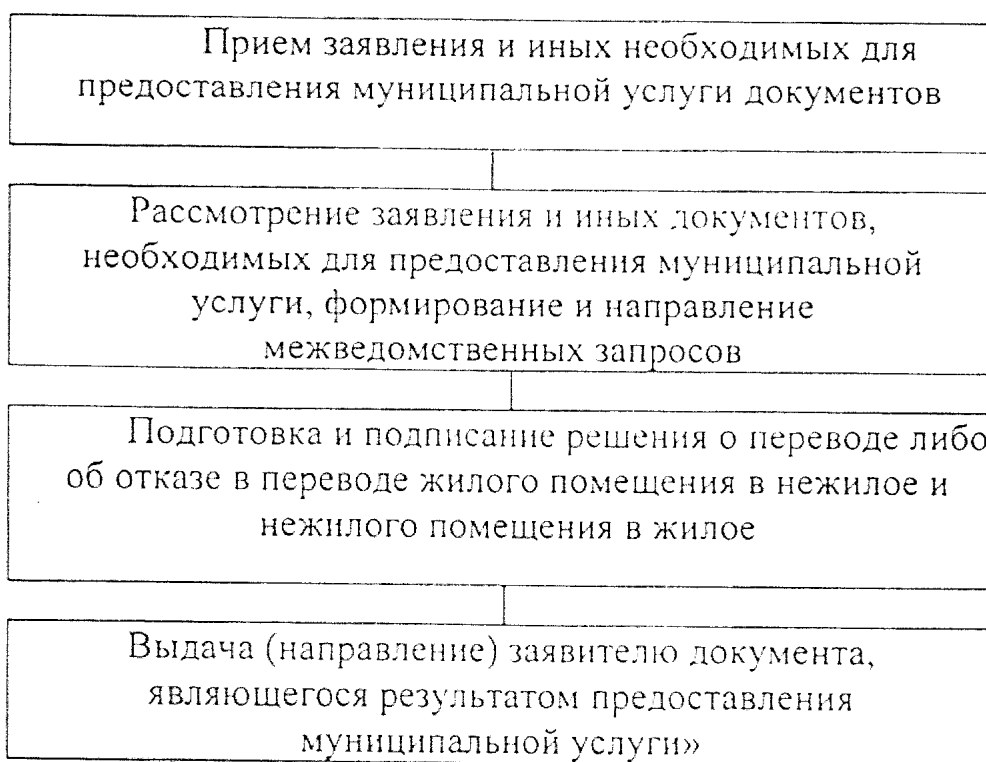 Прием заявления и иных необходимых для
предоставления муниципальной услуги документов
Рассмотрение заявления и иных документов,
необходимых для предоставления муниципальной
услуги, формирование и направление
межведомственных запросов
Подготовка и подписание решения о переводе либо
об отказе в переводе жилого помещения в нежилое и
нежилого помещения в жилое
Выдача (направление) заявителю документа,
являющегося результатом предоставления
муниципальной услуги»